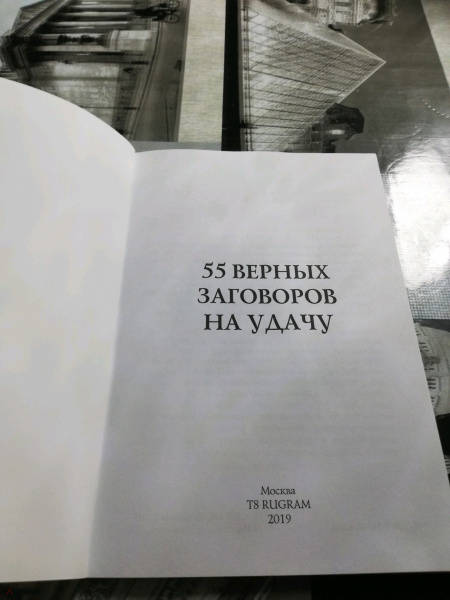 55 ВЕРНЫХ
ЗАГОВОРОВ
НА УДАЧУ
Москва
T8 RUGRAM
2019